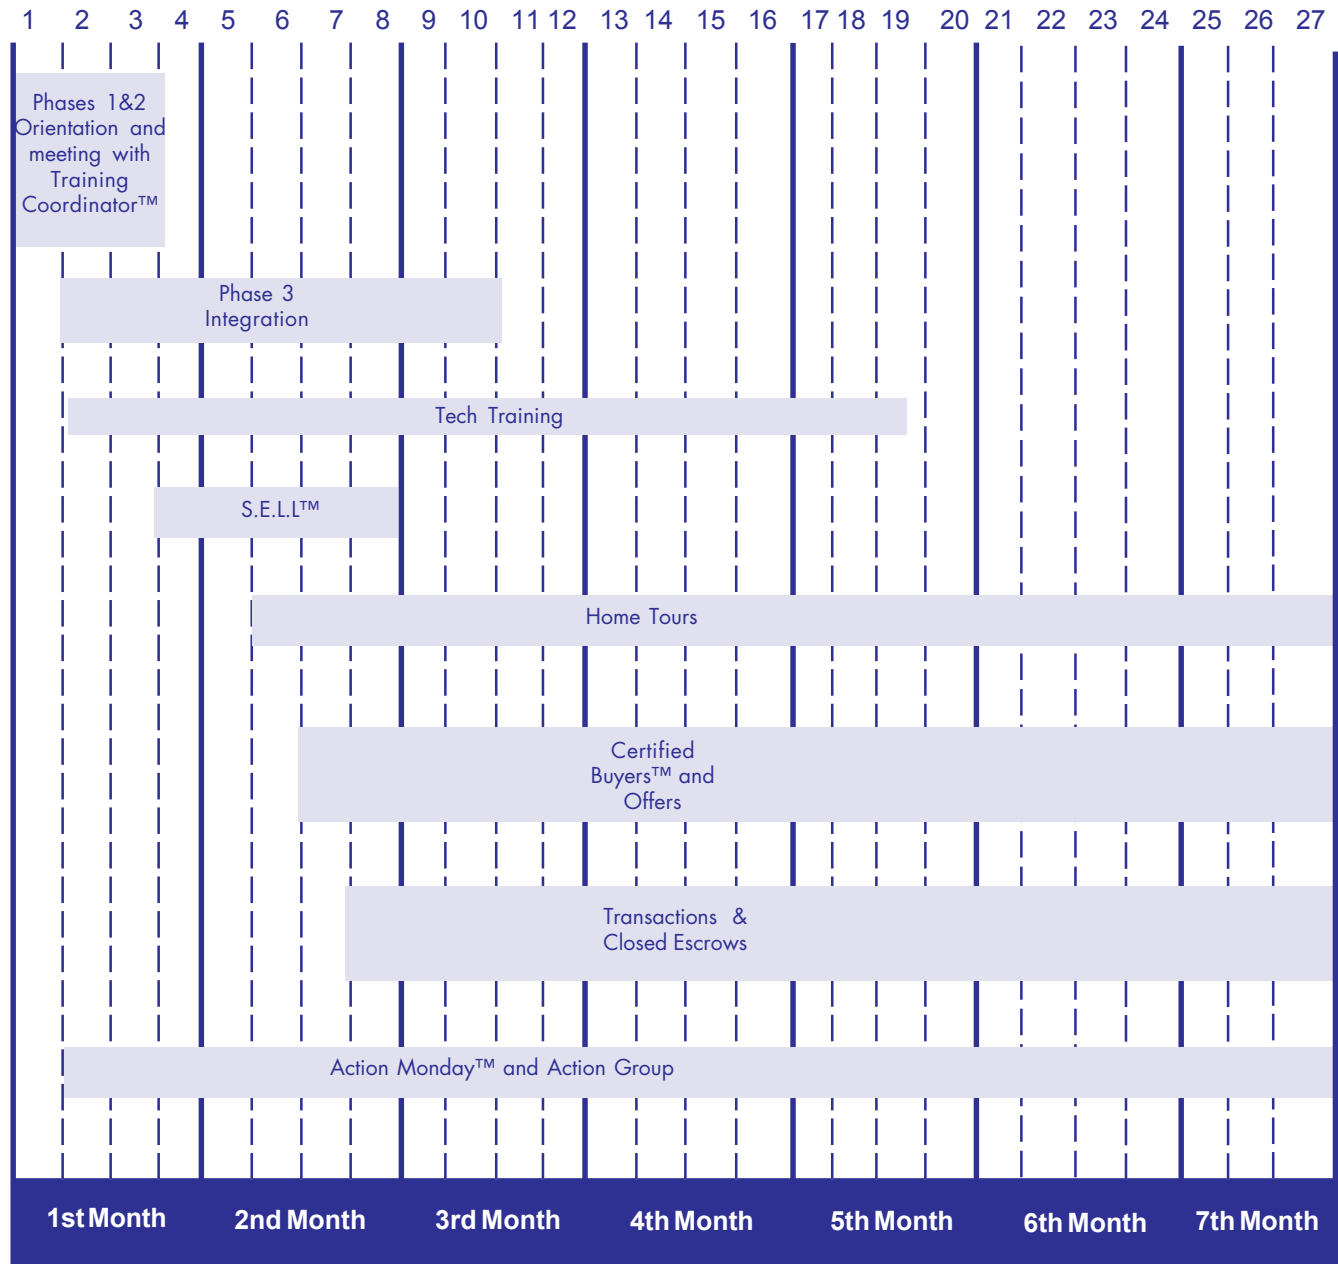 1 2 3 4 5 6 7 8 9 10 11 12 13 14 15 16 17 18 19 20 21 22 23 24 25 26 27
Phases 1&2
Orientation and
meeting with
Training
Coordinator™
Phase 3
Integration
Tech Training
S.E.L.L™
Home Tours
Certified
Buyers™ and
Offers
Transactions &
Closed Escrows
Action Monday™ and Action Group
1st Month 2nd Month 3rd Month 4th Month 5th Month 6th Month 7th Month